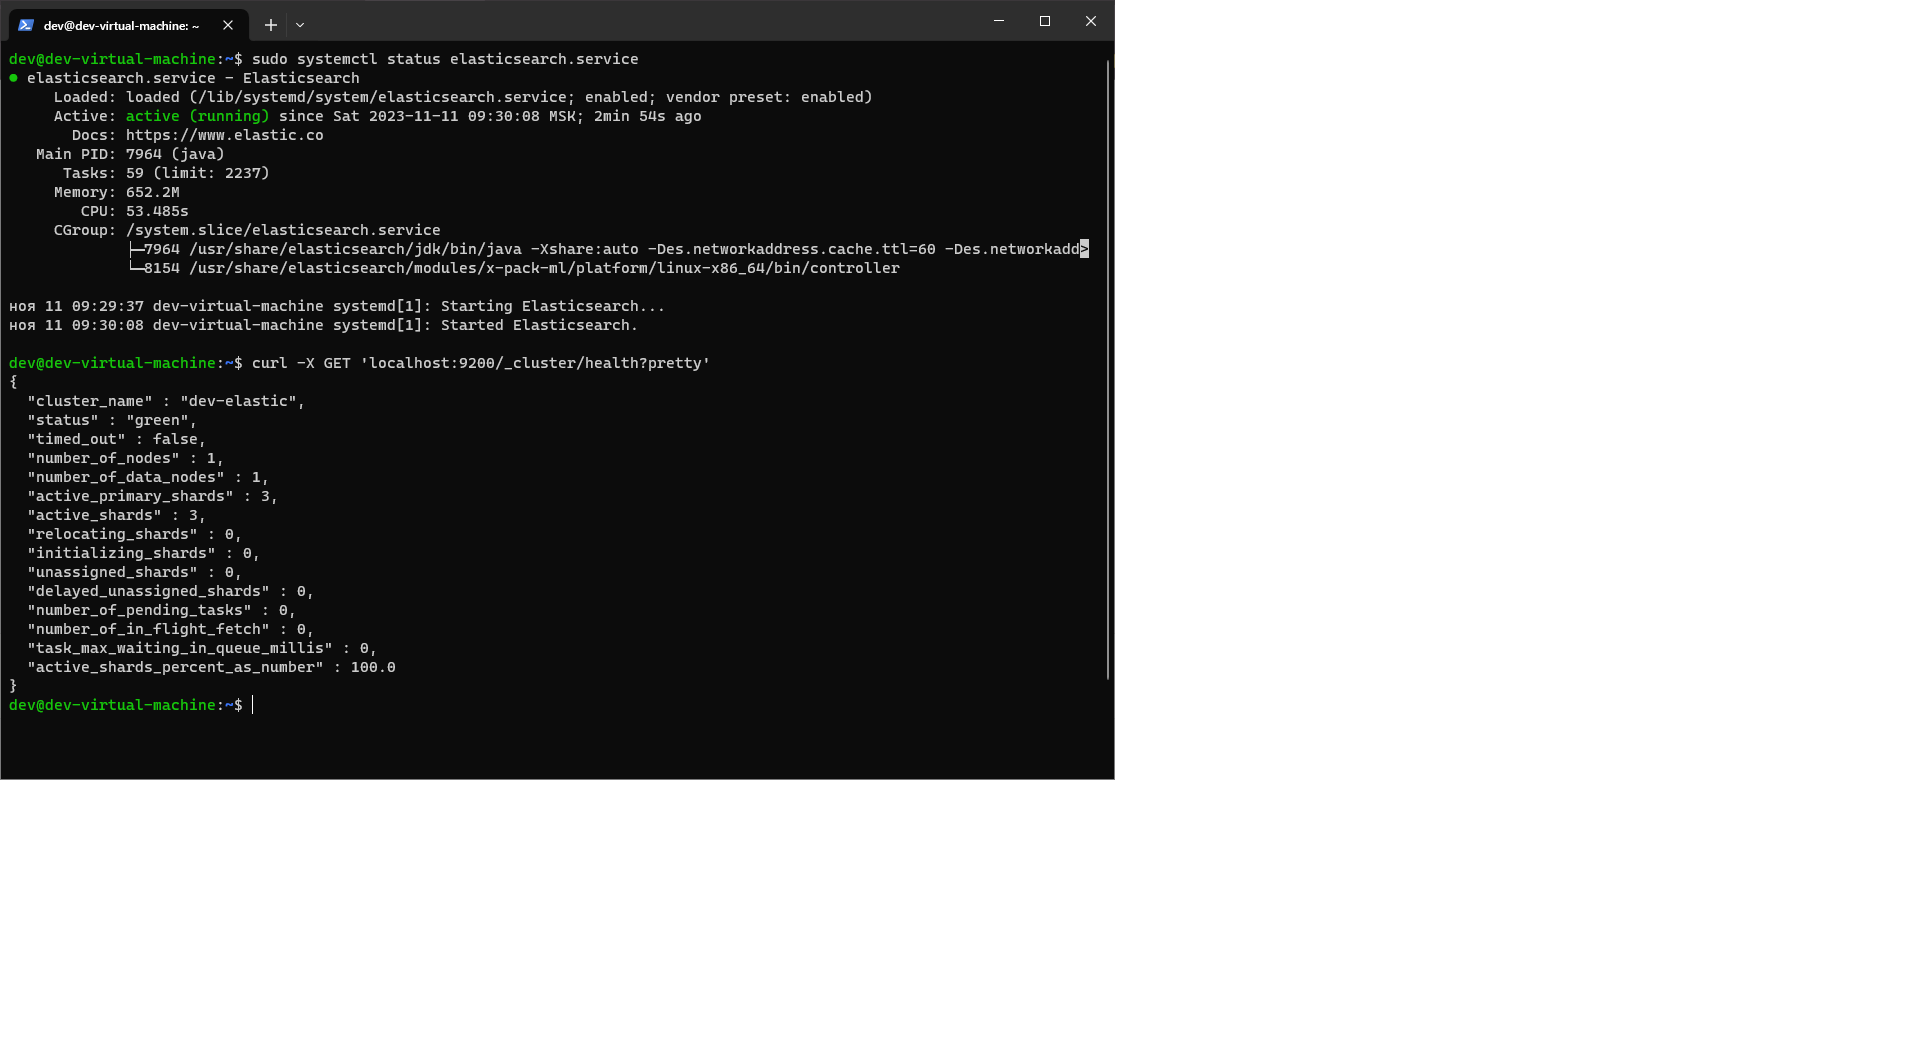 dev@dev-virtual-machine: ~
dev@dev-virtual-machine:~$ sudo systemctl status elasticsearch.service
● elasticsearch.service - Elasticsearch
     Loaded: loaded (/lib/systemd/system/elasticsearch.service; enabled; vendor preset: enabled)
     Active: active (running) since Sat 2023-11-11 09:30:08 MSK; 2min 54s ago
       Docs: https://www.elastic.co
   Main PID: 7964 (java)
      Tasks: 59 (limit: 2237)
     Memory: 652.2M
        CPU: 53.485s
     CGroup: /system.slice/elasticsearch.service
             ├─7964 /usr/share/elasticsearch/jdk/bin/java -Xshare:auto -Des.networkaddress.cache.ttl=60 -Des.networkadd>
             └─8154 /usr/share/elasticsearch/modules/x-pack-ml/platform/linux-x86_64/bin/controller
ноя 11 09:29:37 dev-virtual-machine systemd[1]: Starting Elasticsearch...
ноя 11 09:30:08 dev-virtual-machine systemd[1]: Started Elasticsearch.
dev@dev-virtual-machine:~$ curl -X GET 'localhost:9200/_cluster/health?pretty'
{
  "cluster_name" : "dev-elastic",
  "status" : "green",
  "timed_out" : false,
  "number_of_nodes" : 1,
  "number_of_data_nodes" : 1,
  "active_primary_shards" : 3,
  "active_shards" : 3,
  "relocating_shards" : 0,
  "initializing_shards" : 0,
  "unassigned_shards" : 0,
  "delayed_unassigned_shards" : 0,
  "number_of_pending_tasks" : 0,
  "number_of_in_flight_fetch" : 0,
  "task_max_waiting_in_queue_millis" : 0,
  "active_shards_percent_as_number" : 100.0
}
dev@dev-virtual-machine:~$